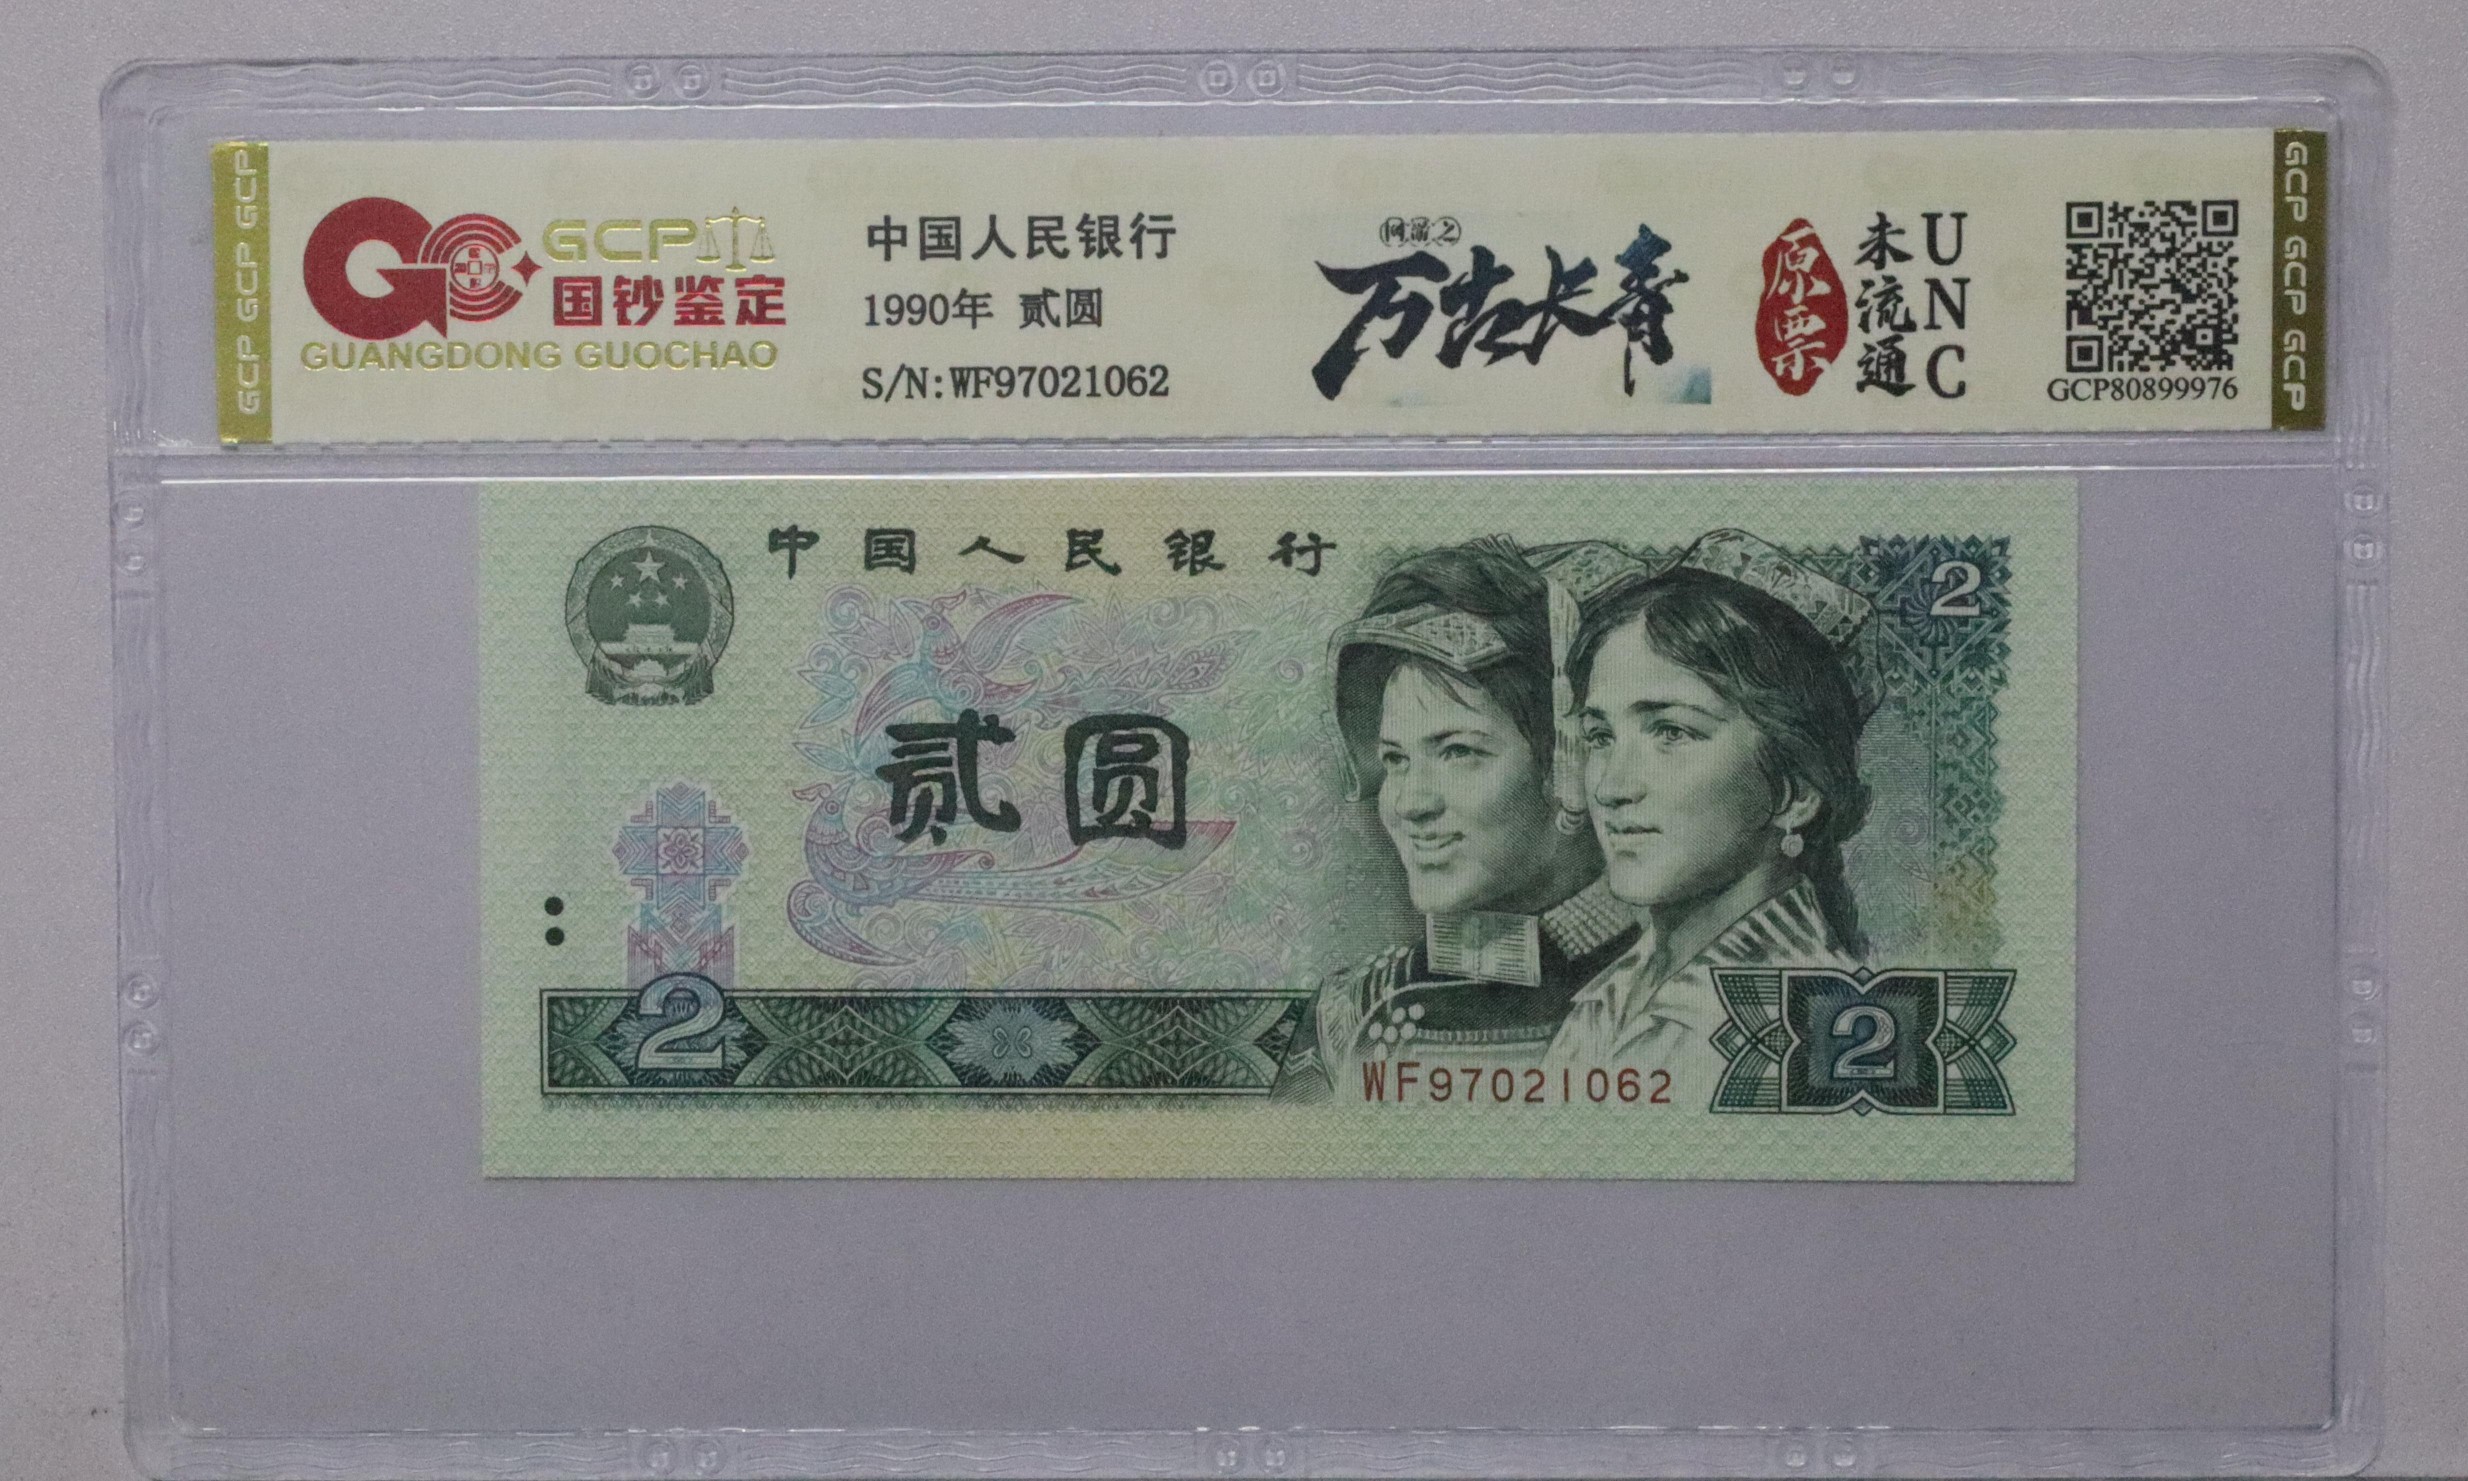 GCP GCP GCP
GCP
国钞鉴定
GUANGDONG GUOCHAO
中国人民银行
1990年 贰圆
S/N:WF97021062
万古长青
原票
未流通
UNC
GCP80899976
GCP GCP GCP
中国人民银行
2
贰圆
2
2
WF97021062